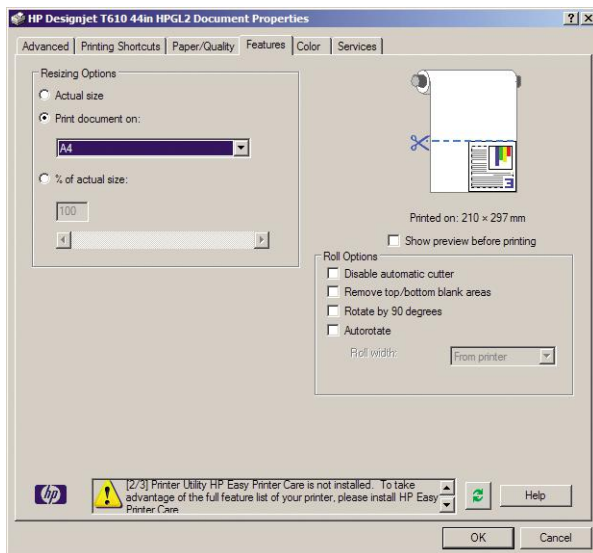 HP Designjet T610 44in HPGL2 Document Properties
Advanced Printing Shortcuts Paper/Quality Features Color Services
Resizing Options
Actual size
Print document on:
A4
% of actual size:
100
3
Printed on: 210 × 297 mm
Show preview before printing
Roll Options
Disable automatic cutter
Remove top/bottom blank areas
Rotate by 90 degrees
Autorotate
Roll width: From printer
hp
[2/3] Printer Utility HP Easy Printer Care is not installed. To take
advantage of the full feature list of your printer, please install HP Easy
Printer Care
Help
OK Cancel